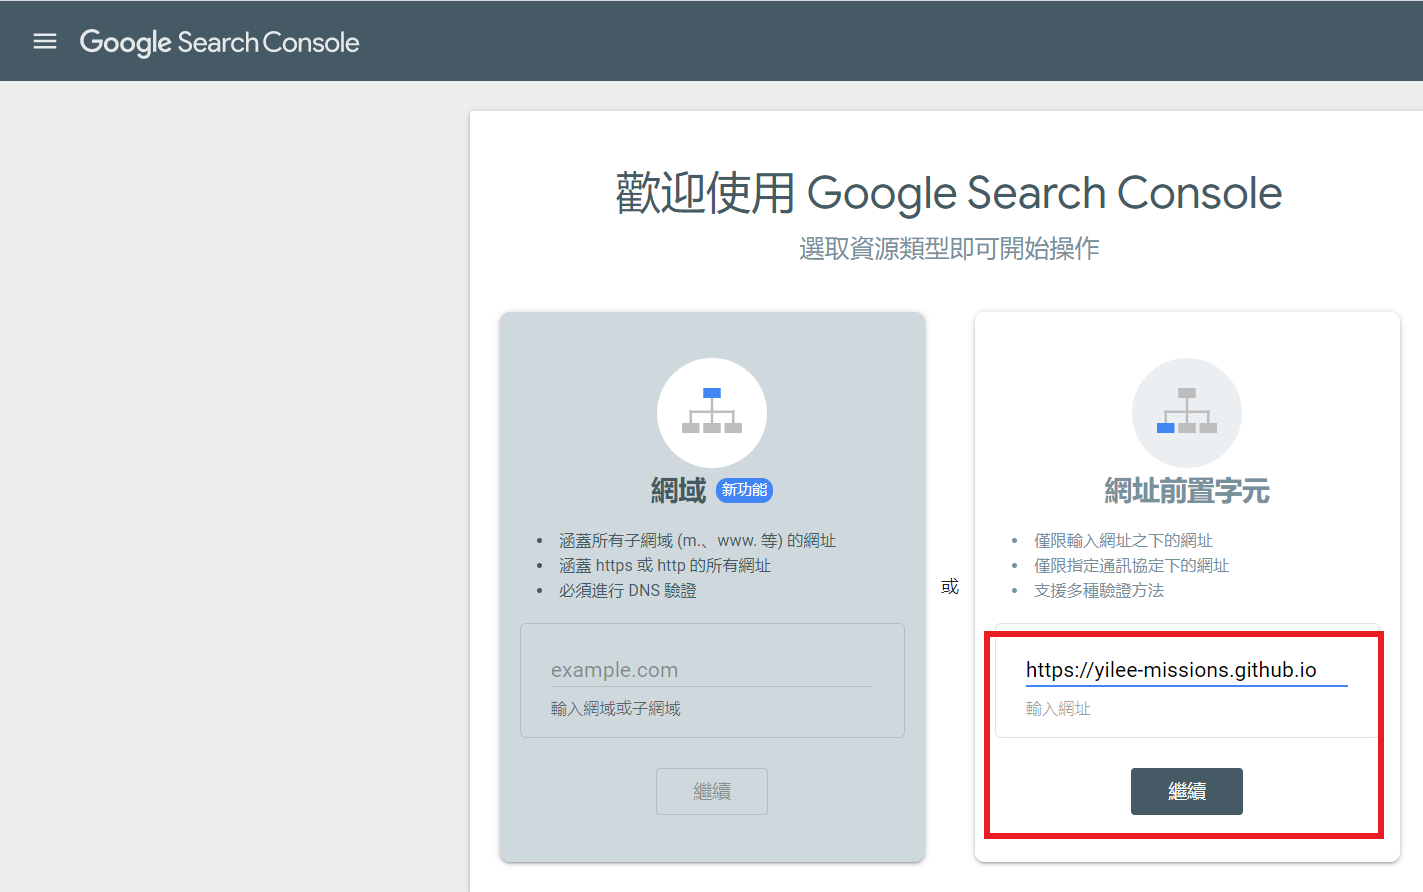 Google Search Console
歡迎使用 Google Search Console
選取資源類型即可開始操作
網域 新功能
涵蓋所有子網域 (m.、www. 等) 的網址
涵蓋 https 或 http 的所有網址
必須進行 DNS 驗證
example.com
輸入網域或子網域
繼續
或
網址前置字元
僅限輸入網址之下的網址
僅限指定通訊協定下的網址
支援多種驗證方法
https://yilee-missions.github.io
輸入網址
繼續